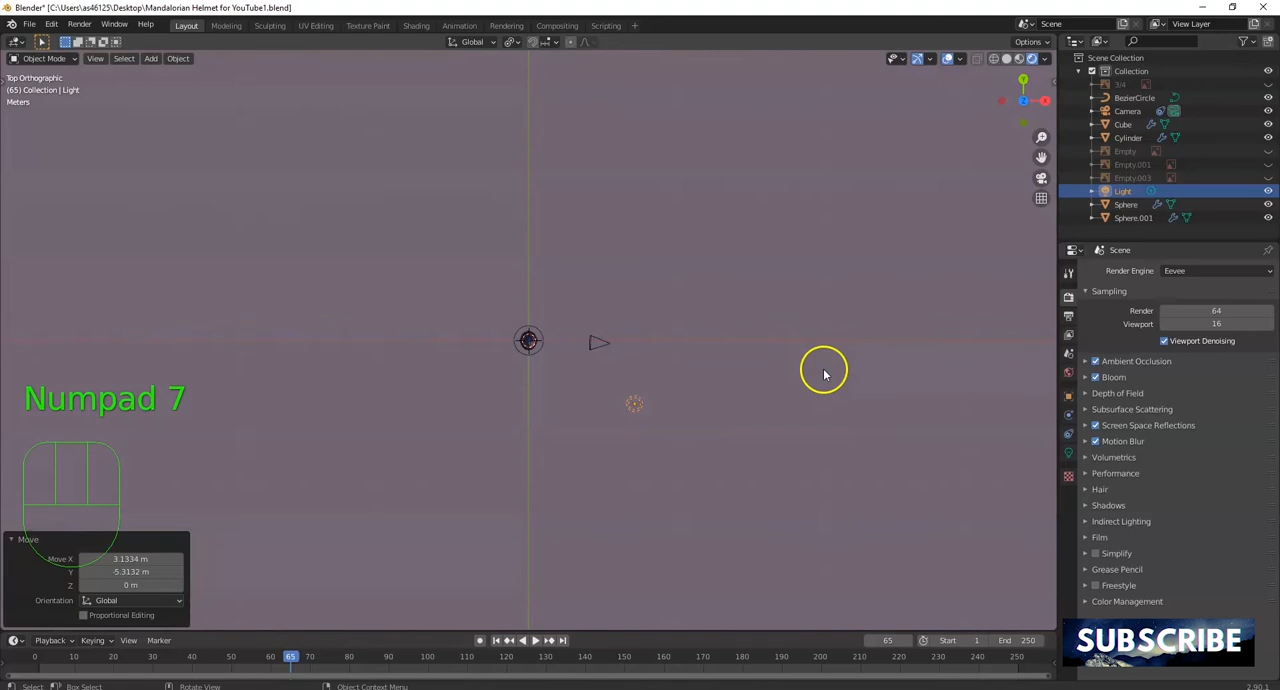 Blender* [C:\Users\as46125\Desktop\Mandalorian Helmet for YouTube1.blend]
File Edit Render Window Help Layout Modeling Sculpting UV Editing Texture Paint Shading Animation Rendering Compositing Scripting + Scene View Layer
Global Options
Object Mode View Select Add Object
Top Orthographic
(65) Collection | Light
Meters
Scene Collection
Collection
3/4
BezierCircle
Camera
Cube
Cylinder
Empty
Empty.001
Empty.003
Light
Sphere
Sphere.001
Scene
Render Engine Eevee
Sampling
Render 64
Viewport 16
Viewport Denoising
Ambient Occlusion
Bloom
Depth of Field
Subsurface Scattering
Screen Space Reflections
Motion Blur
Volumetrics
Performance
Hair
Shadows
Indirect Lighting
Film
Simplify
Grease Pencil
Freestyle
Color Management
Y
X
Z
Numpad 7
Move
Move X 3.1334 m
Y -5.3132 m
Z 0 m
Orientation Global
Proportional Editing
SUBSCRIBE
Playback Keying View Marker 65 Start 1 End 250
0 10 20 30 40 50 60 65 70 80 90 100 110 120 130 140 150 160 170 180 190 200 210 220 230 240 250
Select Box Select Rotate View Object Context Menu 2.90.1